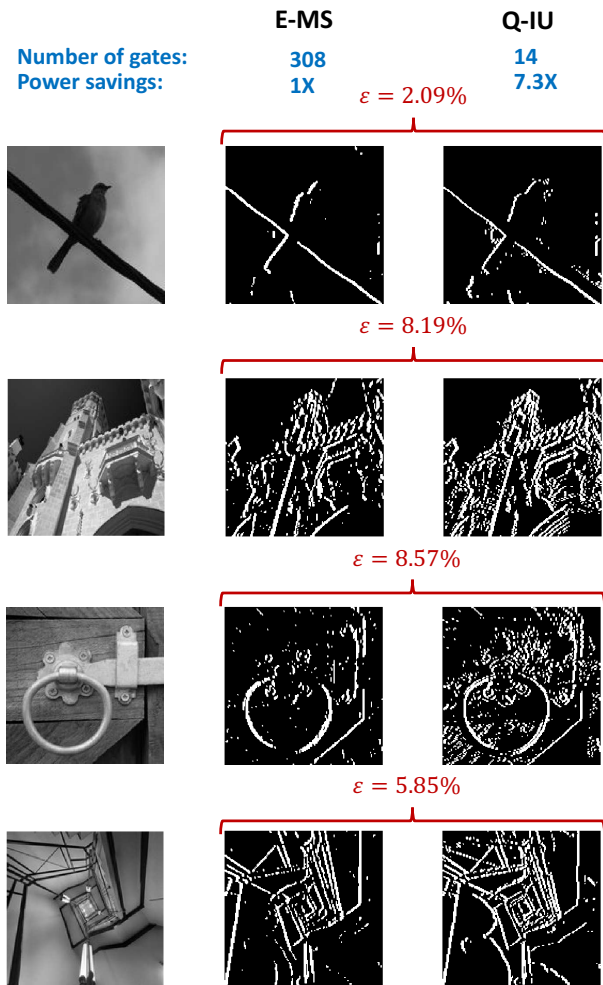 E-MS Q-IU
Number of gates: 308 14
Power savings: 1X 7.3X
ε = 2.09%
ε = 8.19%
ε = 8.57%
ε = 5.85%